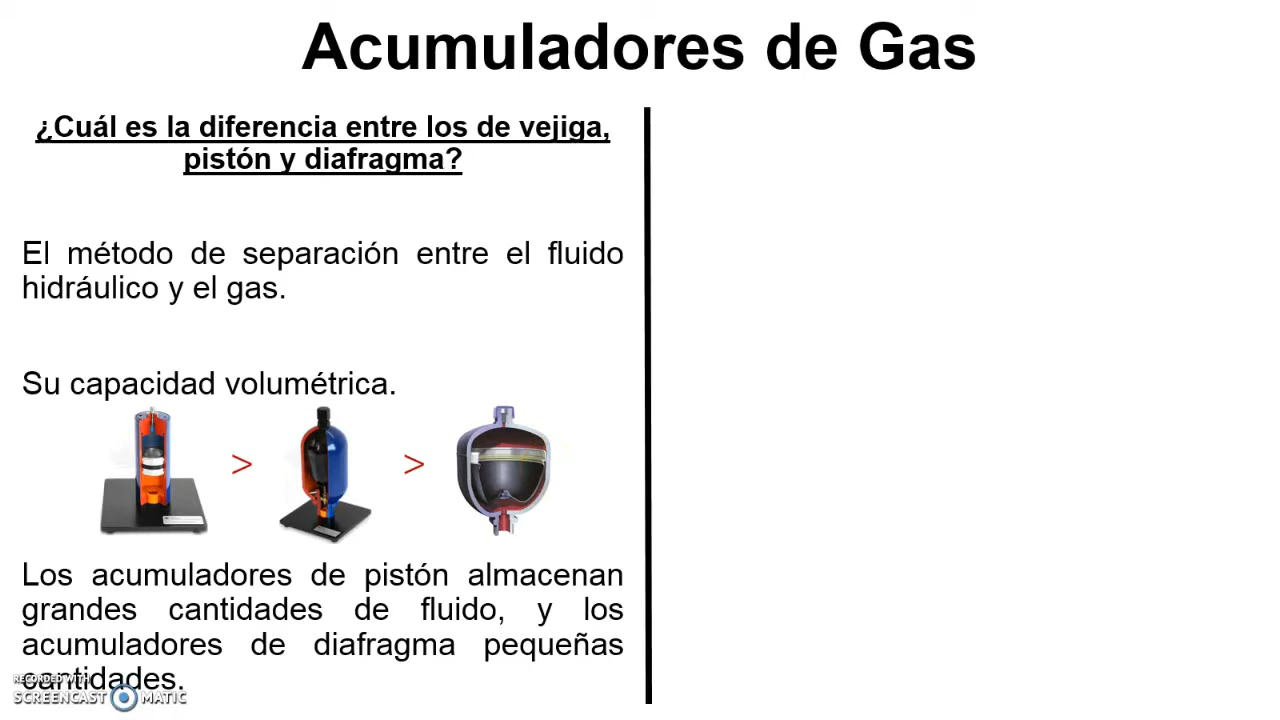 Acumuladores de Gas
¿Cuál es la diferencia entre los de vejiga,
pistón y diafragma?
El método de separación entre el fluido
hidráulico y el gas.
Su capacidad volumétrica.
> >
Los acumuladores de pistón almacenan
grandes cantidades de fluido, y los
acumuladores de diafragma pequeñas
cantidades.
RECORDED WITH
SCREENCAST MATIC